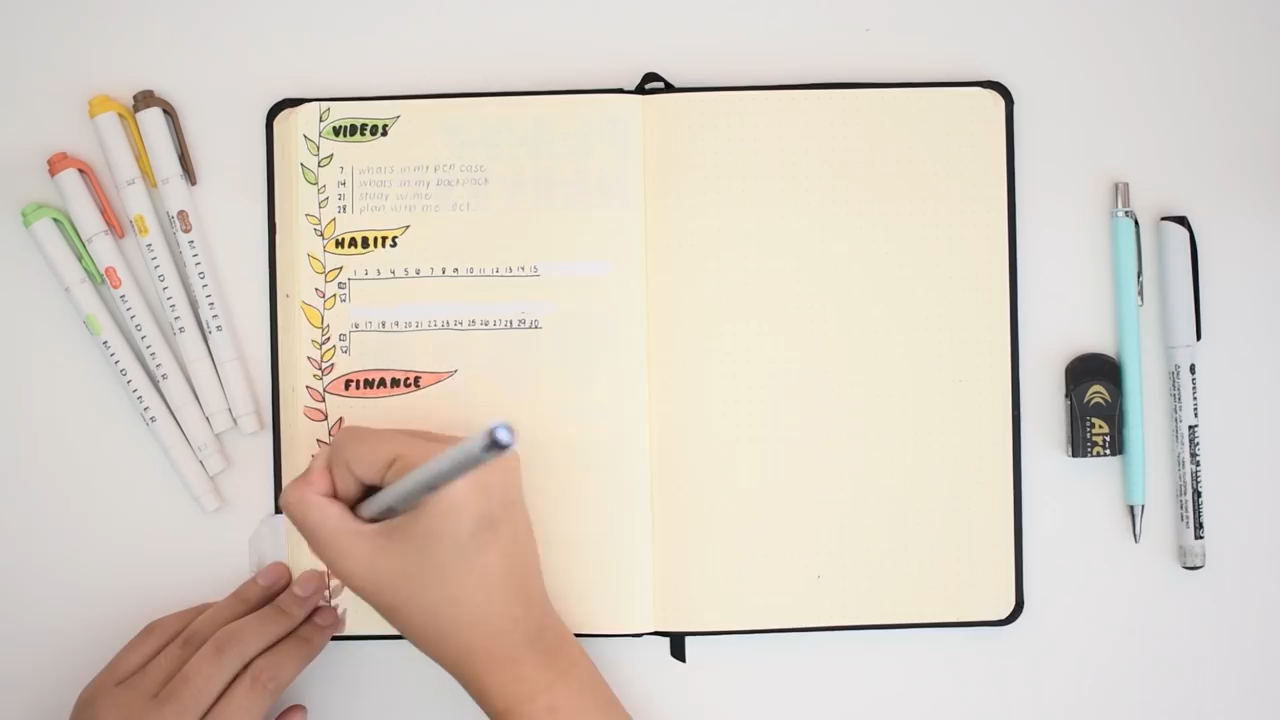 VIDEOS
7 whats in my pen case
14 whats in my backpack
21 study w/me
28 plan with me : oct.
HABITS
1 2 3 4 5 6 7 8 9 10 11 12 13 14 15
16 17 18 19 20 21 22 23 24 25 26 27 28 29 30
FINANCE
MILDLINER
MILDLINER
MILDLINER
MILDLINER
Arc
DELETER